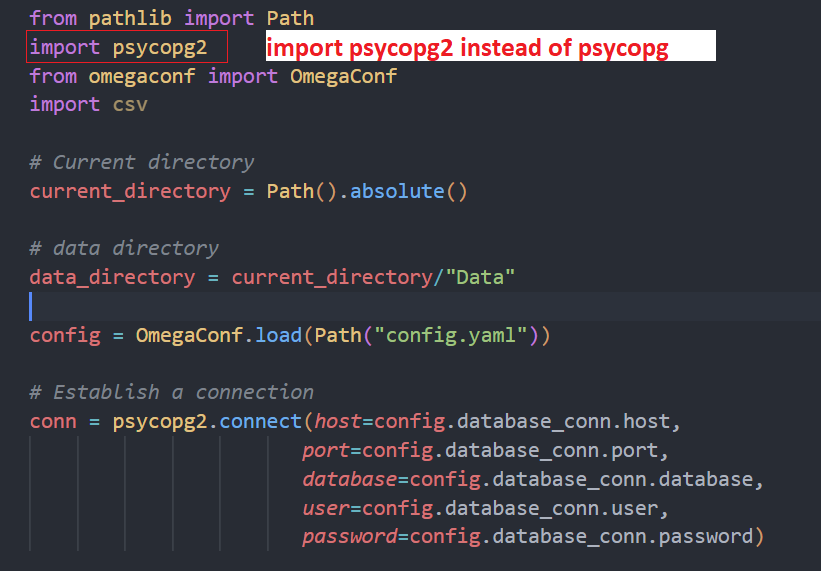 from pathlib import Path
import psycopg2
import psycopg2 instead of psycopg
from omegaconf import OmegaConf
import csv
# Current directory
current_directory = Path().absolute()
# data directory
data_directory = current_directory/"Data"
config = OmegaConf.load(Path("config.yaml"))
# Establish a connection
conn = psycopg2.connect(host=config.database_conn.host,
port=config.database_conn.port,
database=config.database_conn.database,
user=config.database_conn.user,
password=config.database_conn.password)